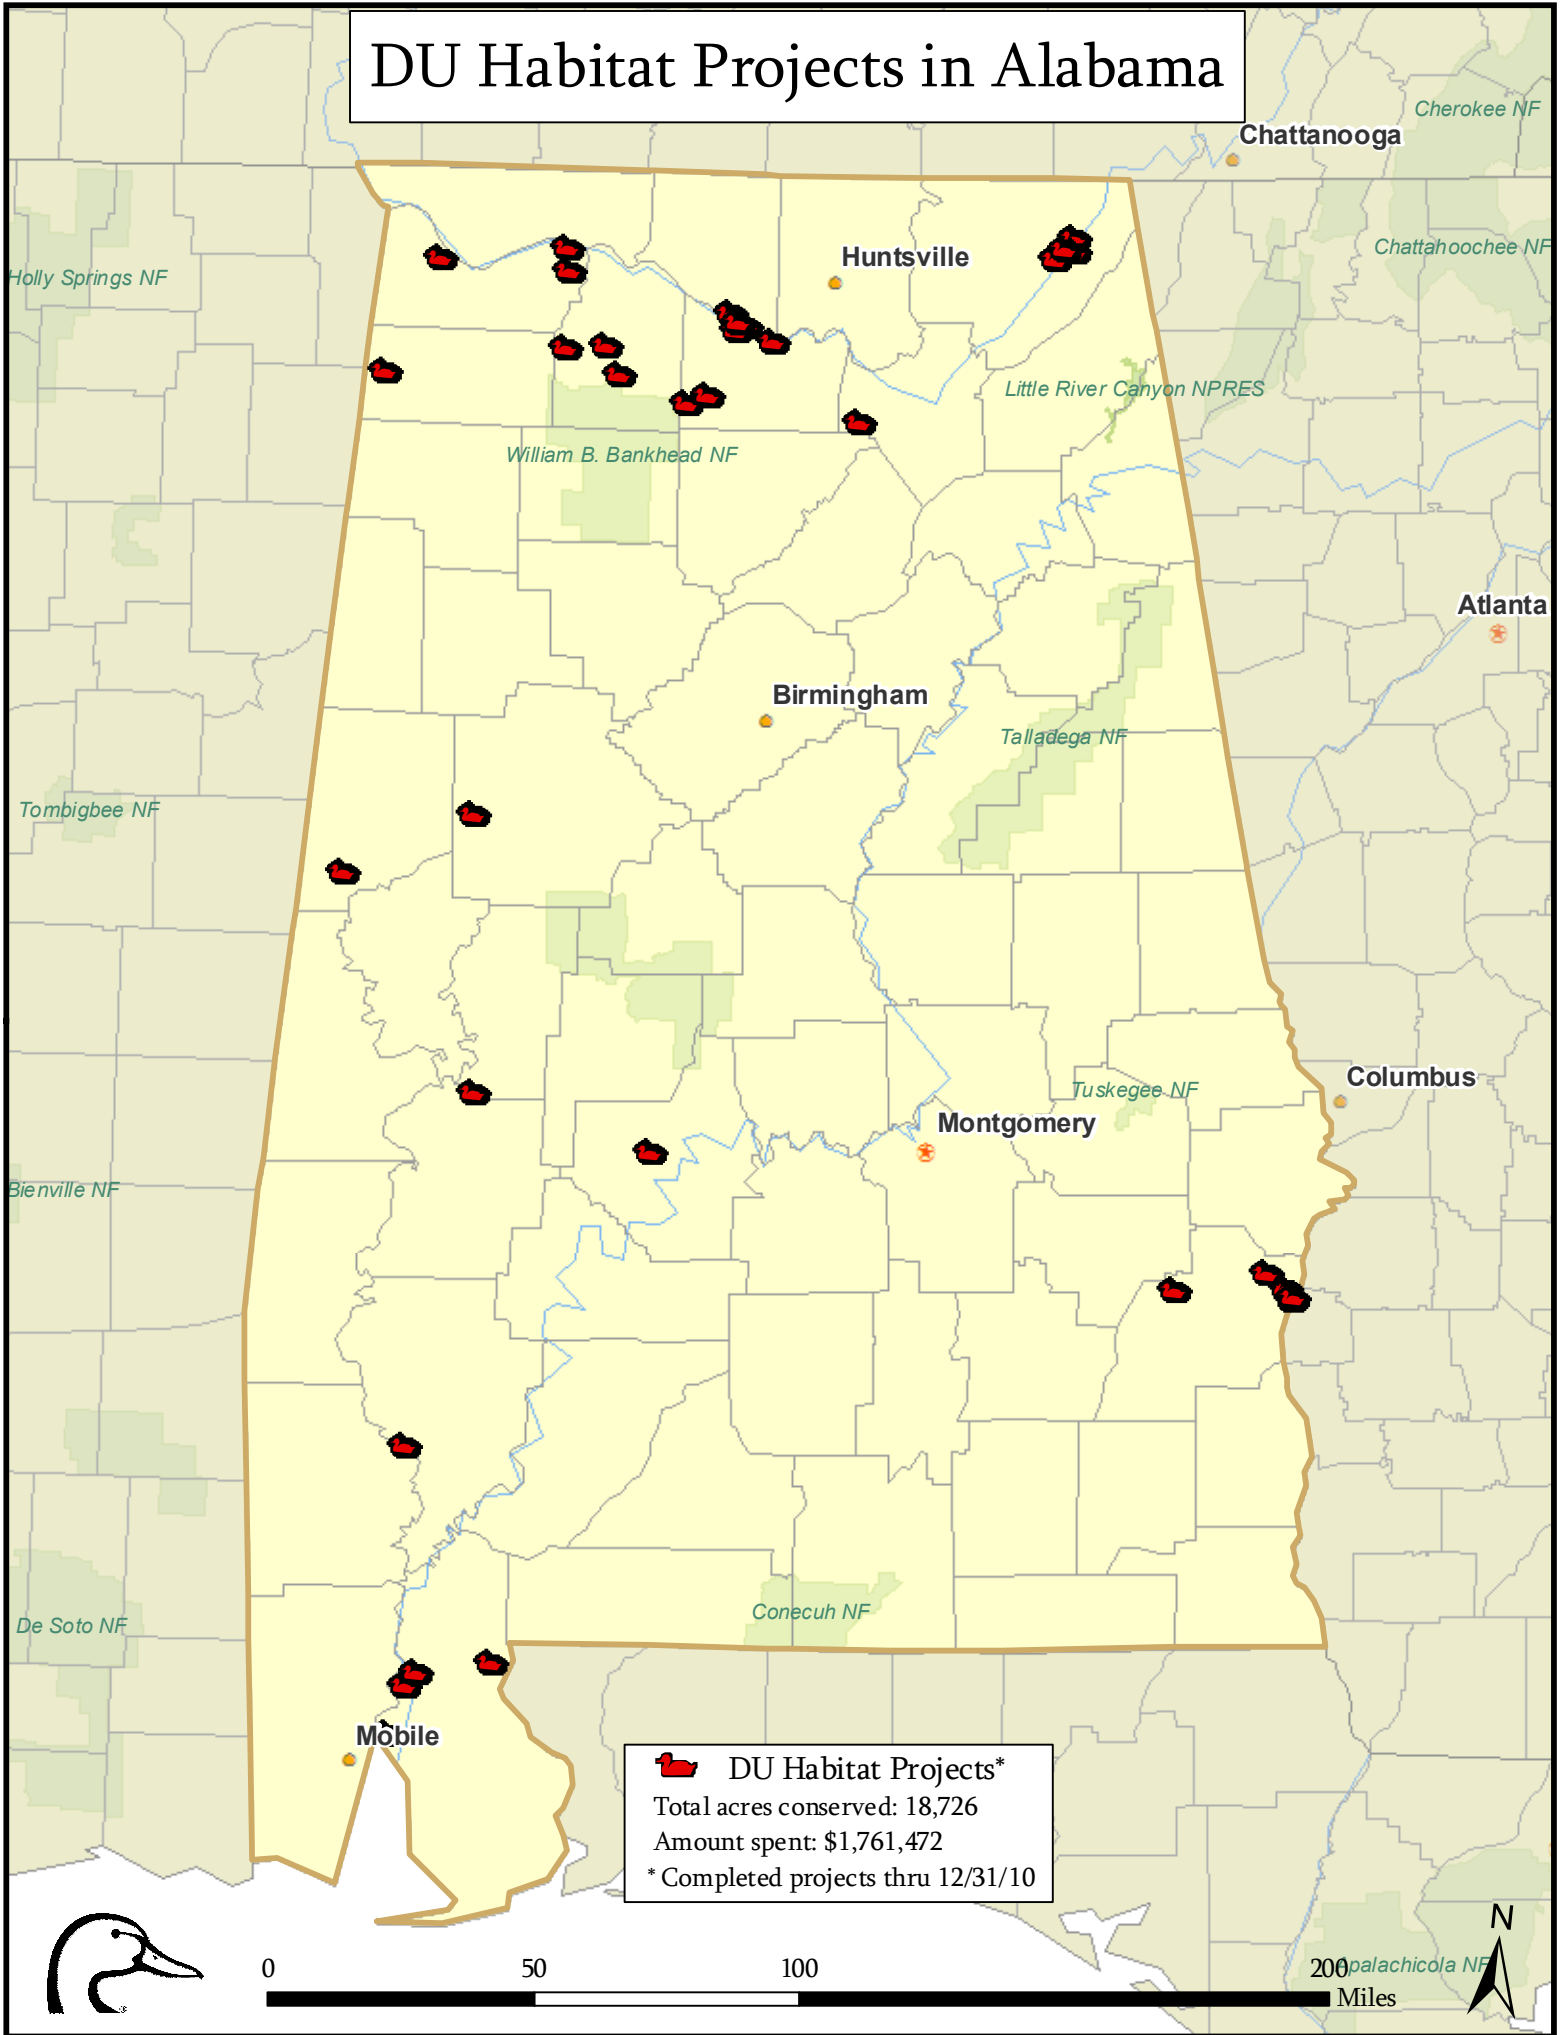 DU Habitat Projects in Alabama
Cherokee NF
Chattanooga
Chattahoochee NF
Huntsville
Holly Springs NF
Little River Canyon NPRES
William B. Bankhead NF
Atlanta
Birmingham
Talladega NF
Tombigbee NF
Columbus
Tuskegee NF
Montgomery
Bienville NF
Conecuh NF
De Soto NF
Mobile
DU Habitat Projects*
Total acres conserved: 18,726
Amount spent: $1,761,472
* Completed projects thru 12/31/10
N
0 50 100 200
Apalachicola NF
Miles